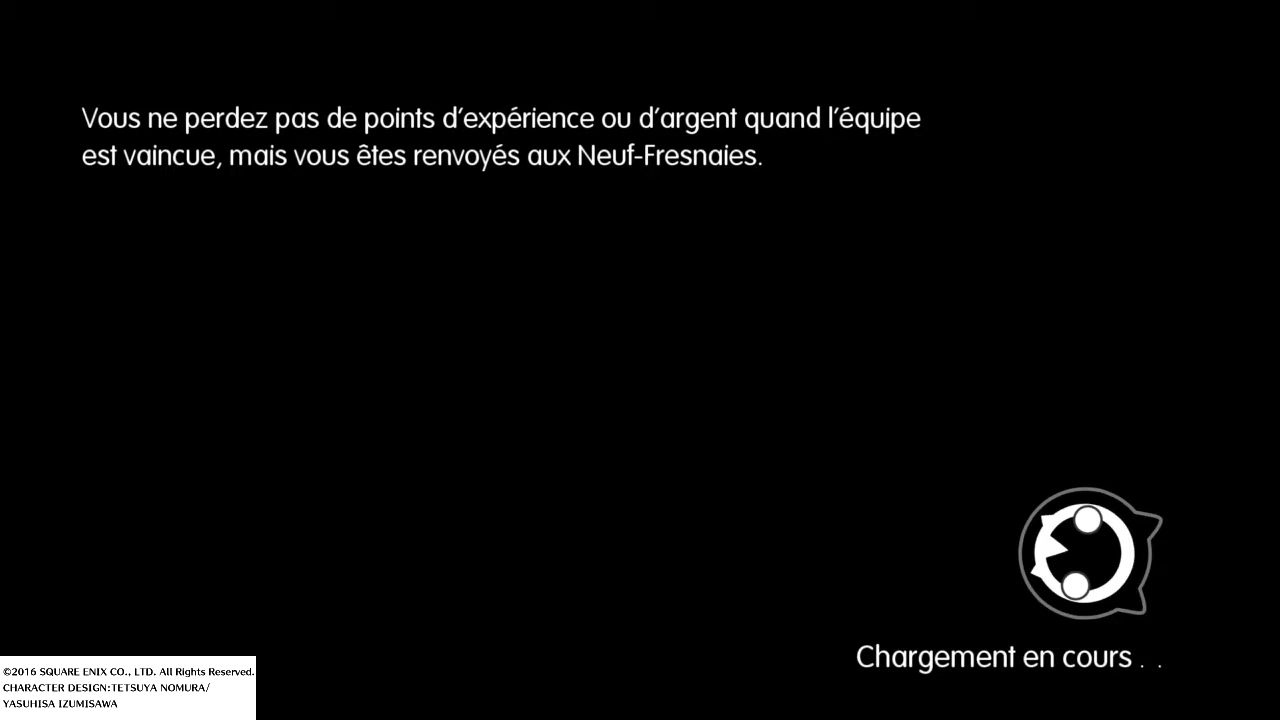 Vous ne perdez pas de points d'expérience ou d'argent quand l'équipe
est vaincue, mais vous êtes renvoyés aux Neuf-Fresnaies.
Chargement en cours . .
©2016 SQUARE ENIX CO., LTD. All Rights Reserved.
CHARACTER DESIGN:TETSUYA NOMURA/
YASUHISA IZUMISAWA